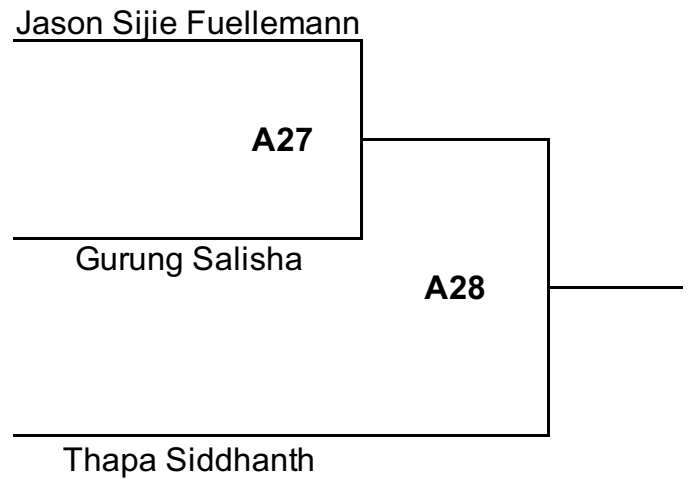 Jason Sijie Fuellemann
A27
Gurung Salisha
A28
Thapa Siddhanth